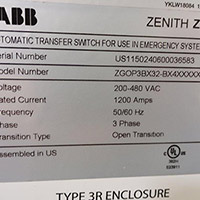 YKLW18084
ABB ZENITH Z
AUTOMATIC TRANSFER SWITCH FOR USE IN EMERGENCY SYSTE
Serial Number US1150240600036583
Model Number ZGOP3BX32-BX4XXXXX
Voltage 200-480 VAC
Rated Current 1200 Amps
Frequency 50/60 Hz
Phase 3 Phase
Transition Type Open Transition
Assembled in US
TYPE 3R ENCLOSURE